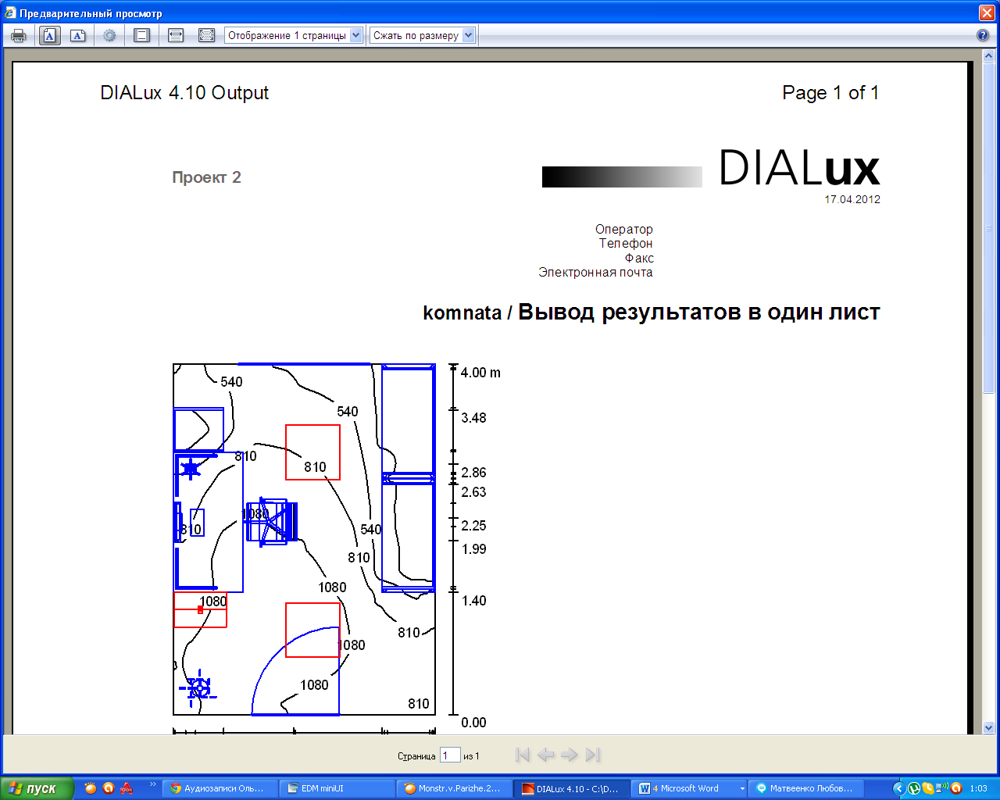 Предварительный просмотр
Отображение 1 страницы
Сжать по размеру
DIALux 4.10 Output
Page 1 of 1
Проект 2
DIALux
17.04.2012
Оператор
Телефон
Факс
Электронная почта
komnata / Вывод результатов в один лист
4.00 m
540
540
3.48
810
810
2.86
2.63
1080
810
540
2.25
1.99
810
1080
1080
1.40
810
1080
1080
810
0.00
Страница 1 из 1
пуск
Аудиозаписи Оль...
EDM miniUI
Monstr.v.Parizhe.2...
DIALux 4.10 - C:\D...
4 Microsoft Word
Матвеенко Любовь...
1:03